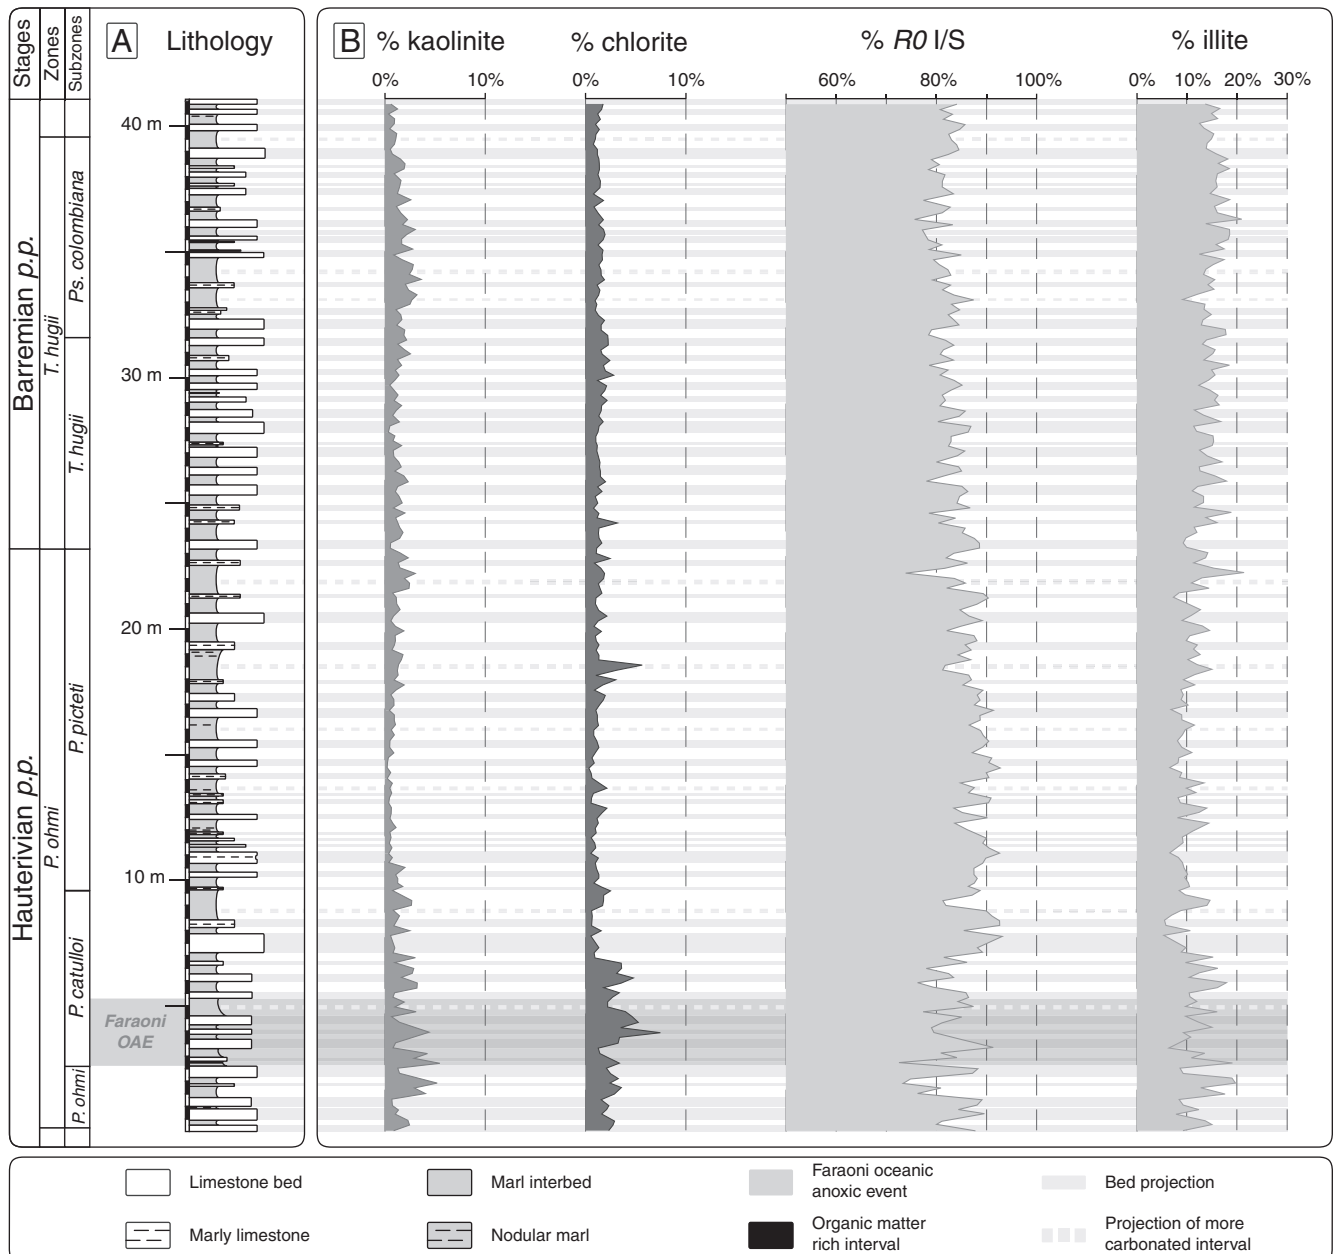 Stages
Zones
Subzones
A Lithology
B % kaolinite % chlorite % R0 I/S % illite
0% 10% 0% 10% 60% 80% 100% 0% 10% 20% 30%
40 m
30 m
20 m
10 m
Barremian p.p.
Hauterivian p.p.
T. hugii
P. ohmi
Ps. colombiana
T. hugii
P. picteti
P. catulloi
P. ohmi
Faraoni
OAE
Limestone bed
Marl interbed
Faraoni oceanic
anoxic event
Bed projection
Marly limestone
Nodular marl
Organic matter
rich interval
Projection of more
carbonated interval